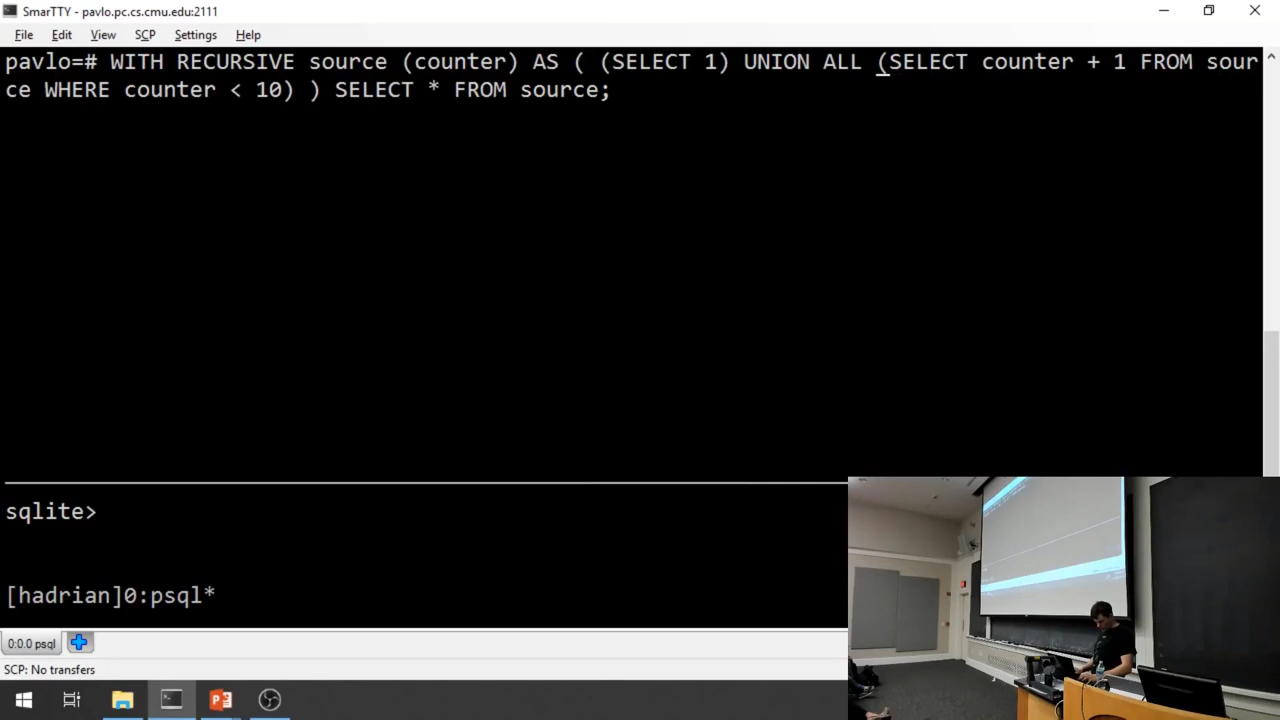 SmarTTY - pavlo.pc.cs.cmu.edu:2111
File Edit View SCP Settings Help
pavlo=# WITH RECURSIVE source (counter) AS ( (SELECT 1) UNION ALL (SELECT counter + 1 FROM sour
ce WHERE counter < 10) ) SELECT * FROM source;
sqlite>
[hadrian]0:psql*
0:0.0 psql
SCP: No transfers